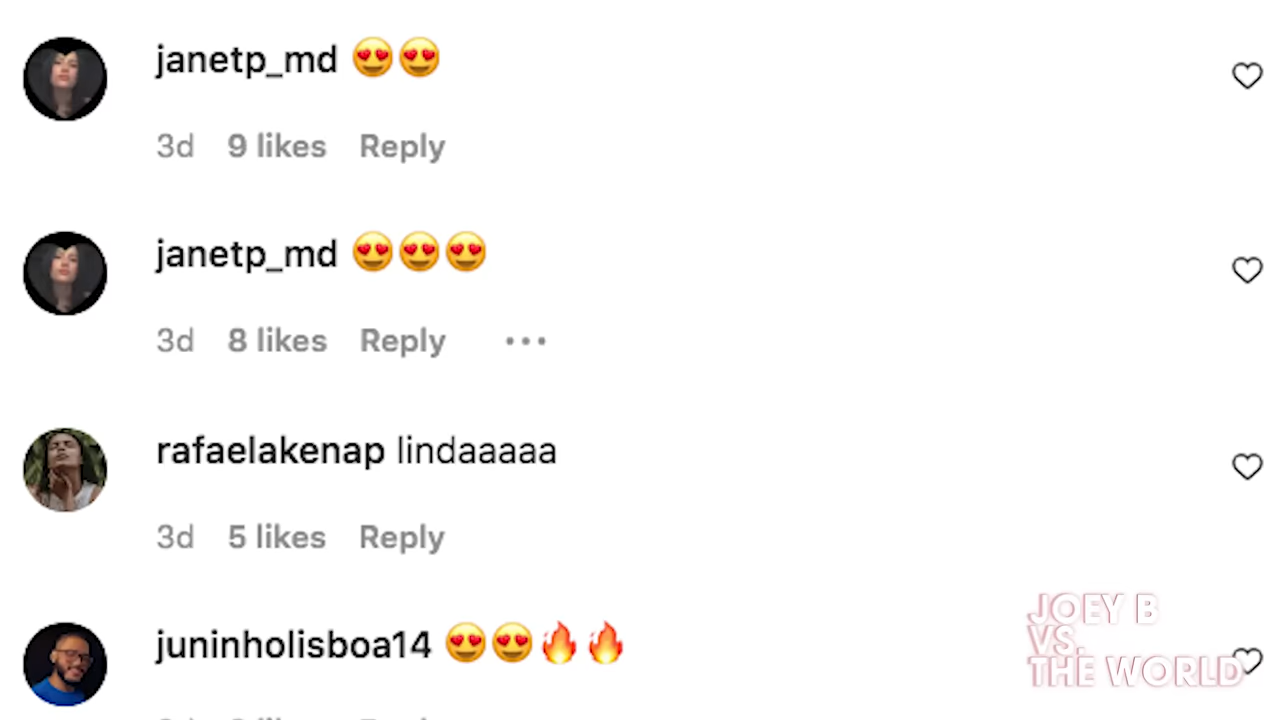 janetp_md 😍😍
3d 9 likes Reply
janetp_md 😍😍😍
3d 8 likes Reply •••
rafaelakenap lindaaaaa
3d 5 likes Reply
juninholisboa14 😍😍🔥🔥
JOEY B
VS.
THE WORLD